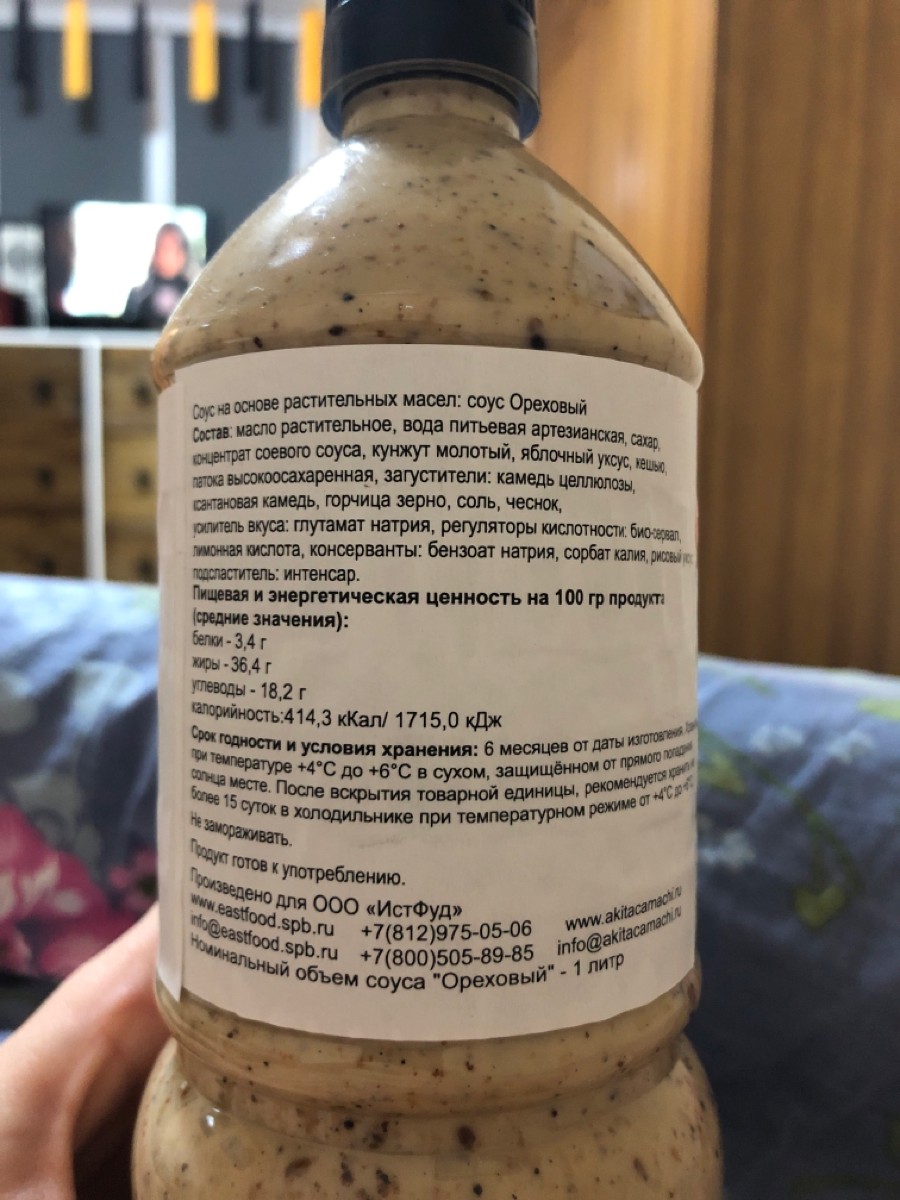 Соус на основе растительных масел: соус Ореховый
Состав: масло растительное, вода питьевая артезианская, сахар,
концентрат соевого соуса, кунжут молотый, яблочный уксус, кешью,
патока высокоосахаренная, загустители: камедь целлюлозы,
ксантановая камедь, горчица зерно, соль, чеснок,
усилитель вкуса: глутамат натрия, регуляторы кислотности: био-сервал,
лимонная кислота, консерванты: бензоат натрия, сорбат калия, рисовый
подсластитель: интенсар.
Пищевая и энергетическая ценность на 100 гр продукта
(средние значения):
белки - 3,4 г
жиры - 36,4 г
углеводы - 18,2 г
калорийность:414,3 кКал/ 1715,0 кДж
Срок годности и условия хранения: 6 месяцев от даты изготовления.
при температуре +4°С до +6°С в сухом, защищённом от прямого попадания
солнца месте. После вскрытия товарной единицы, рекомендуется хранить не
более 15 суток в холодильнике при температурном режиме от +4°С до +6°С.
Не замораживать.
Продукт готов к употреблению.
Произведено для ООО «ИстФуд»
www.eastfood.spb.ru +7(812)975-05-06 www.akitacamachi.ru
info@eastfood.spb.ru +7(800)505-89-85 info@akitacamachi.ru
Номинальный объем соуса "Ореховый" - 1 литр